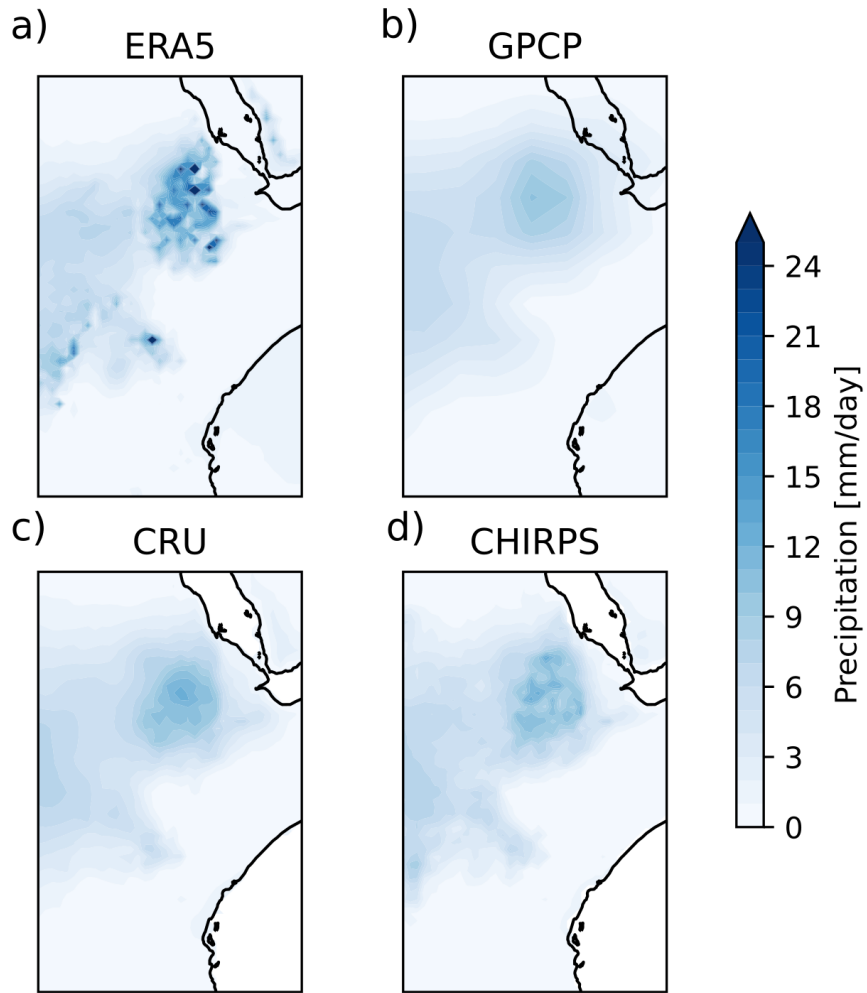 a)
ERA5
b)
GPCP
c)
CRU
d)
CHIRPS
24
21
18
15
12
9
6
3
0
Precipitation [mm/day]